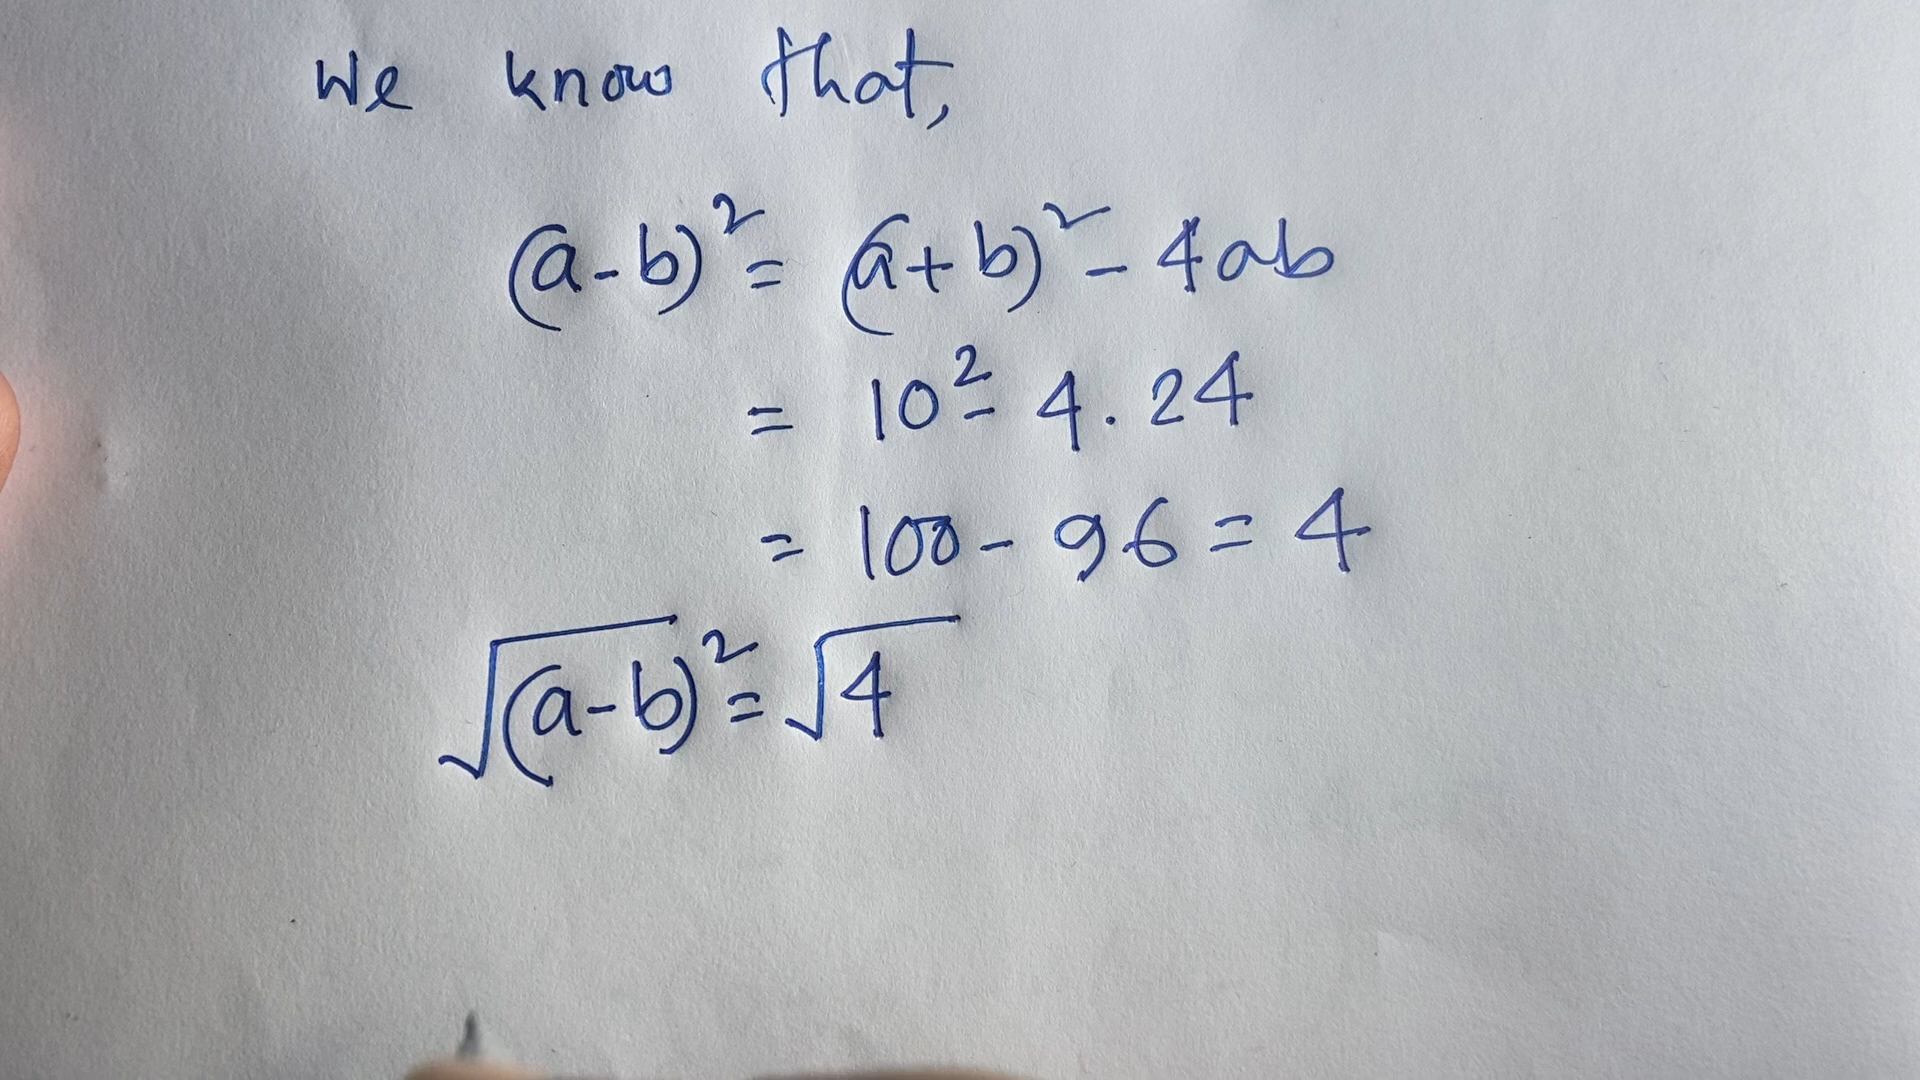 We know that,
(a-b)² = (a+b)² - 4ab
= 10² - 4.24
= 100 - 96 = 4
√(a-b)² = √4